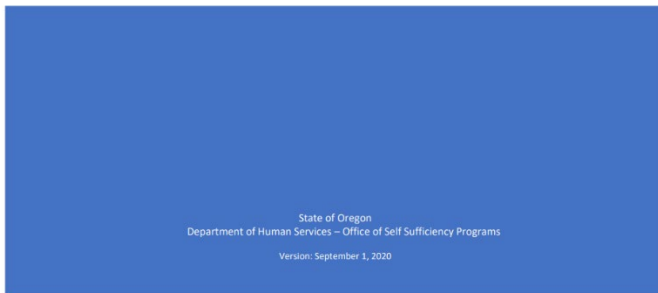 State of Oregon
Department of Human Services – Office of Self Sufficiency Programs
Version: September 1, 2020